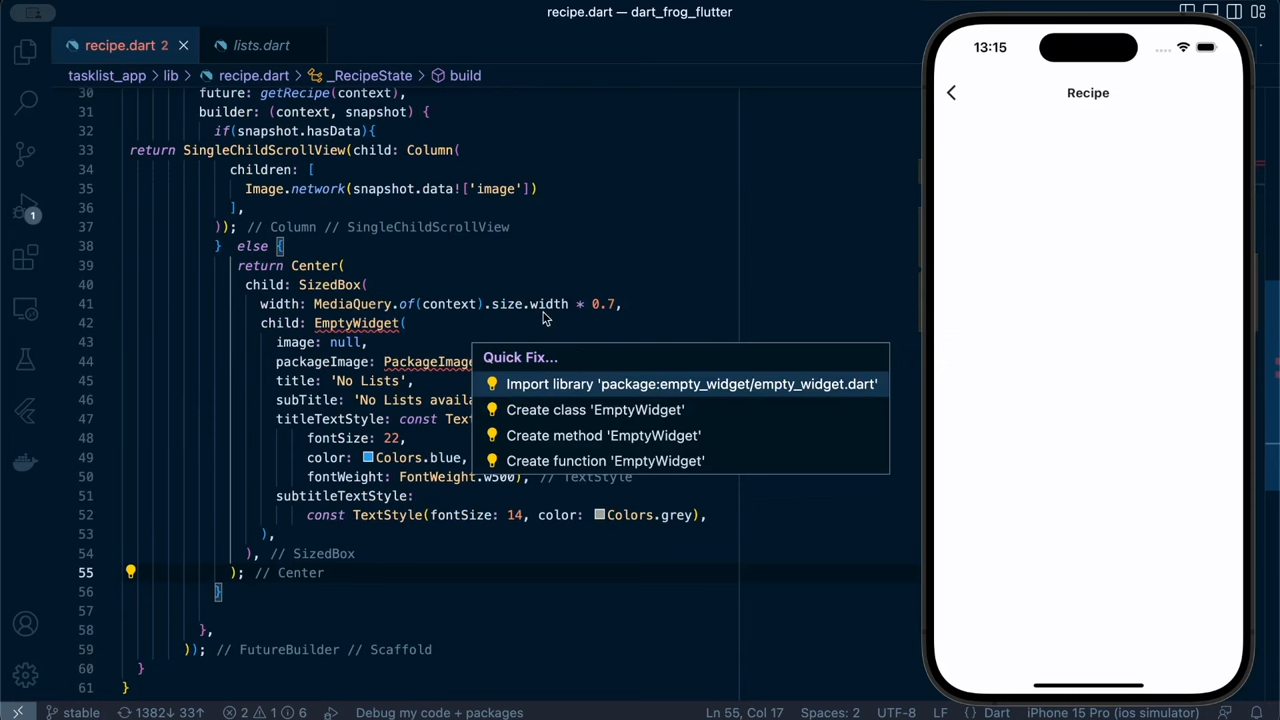 recipe.dart — dart_frog_flutter
recipe.dart 2
lists.dart
tasklist_app > lib > recipe.dart > _RecipeState > build
30 future: getRecipe(context),
31 builder: (context, snapshot) {
32 if(snapshot.hasData){
33 return SingleChildScrollView(child: Column(
34 children: [
35 Image.network(snapshot.data!['image'])
36 ],
37 )); // Column // SingleChildScrollView
38 } else {
39 return Center(
40 child: SizedBox(
41 width: MediaQuery.of(context).size.width * 0.7,
42 child: EmptyWidget(
43 image: null,
44 packageImage: PackageImage
45 title: 'No Lists',
46 subTitle: 'No Lists availa
47 titleTextStyle: const Tex
48 fontSize: 22,
49 color: Colors.blue,
50 fontWeight: FontWeight.w500), // TextStyle
51 subtitleTextStyle:
52 const TextStyle(fontSize: 14, color: Colors.grey),
53 ),
54 ), // SizedBox
55 ); // Center
56 }
57
58 },
59 )); // FutureBuilder // Scaffold
60 }
61 }
Quick Fix...
Import library 'package:empty_widget/empty_widget.dart'
Create class 'EmptyWidget'
Create method 'EmptyWidget'
Create function 'EmptyWidget'
1
13:15
Recipe
stable 1382↓ 33↑ 2 1 6 Debug my code + packages Ln 55, Col 17 Spaces: 2 UTF-8 LF {} Dart iPhone 15 Pro (ios simulator)